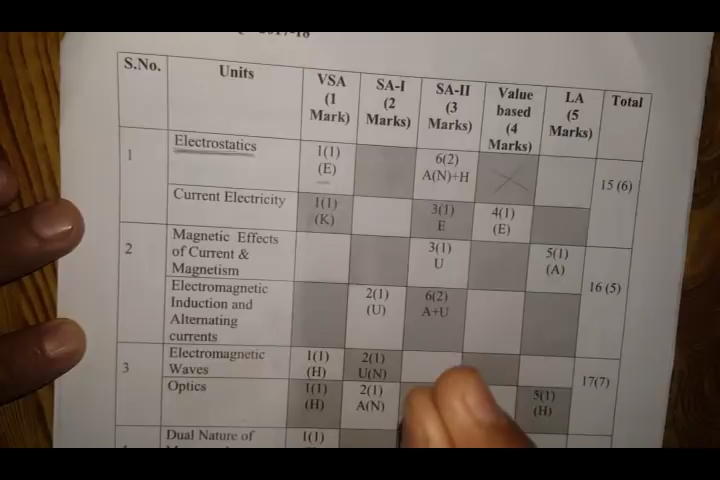 2017-18
S.No. Units VSA (1 Mark) SA-I (2 Marks) SA-II (3 Marks) Value based (4 Marks) LA (5 Marks) Total
1 Electrostatics 1(1) (E) 6(2) A(N)+H 15 (6)
Current Electricity 1(1) (K) 3(1) E 4(1) (E)
2 Magnetic Effects of Current & Magnetism 3(1) U 5(1) (A) 16 (5)
Electromagnetic Induction and Alternating currents 2(1) (U) 6(2) A+U
3 Electromagnetic Waves 1(1) (H) 2(1) U(N) 17(7)
Optics 1(1) (H) 2(1) A(N) 5(1) (H)
Dual Nature of 1(1)